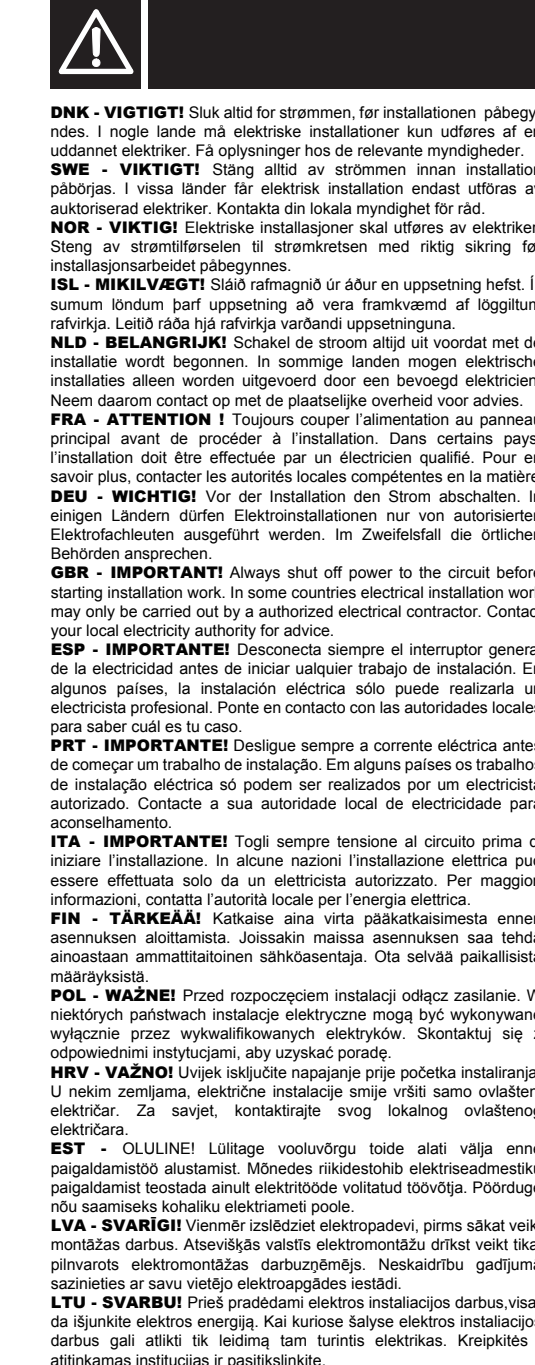 DNK - VIGTIGT! Sluk altid for strømmen, før installationen påbegy
ndes. I nogle lande må elektriske installationer kun udføres af en
uddannet elektriker. Få oplysninger hos de relevante myndigheder.
SWE - VIKTIGT! Stäng alltid av strömmen innan installation
påbörjas. I vissa länder får elektrisk installation endast utföras av
auktoriserad elektriker. Kontakta din lokala myndighet för råd.
NOR - VIKTIG! Elektriske installasjoner skal utføres av elektriker.
Steng av strømtilførselen til strømkretsen med riktig sikring før
installasjonsarbeidet påbegynnes.
ISL - MIKILVÆGT! Sláið rafmagnið úr áður en uppsetning hefst. Í
sumum löndum þarf uppsetning að vera framkvæmd af löggiltum
rafvirkja. Leitið ráða hjá rafvirkja varðandi uppsetninguna.
NLD - BELANGRIJK! Schakel de stroom altijd uit voordat met de
installatie wordt begonnen. In sommige landen mogen elektrische
installaties alleen worden uitgevoerd door een bevoegd elektricien.
Neem daarom contact op met de plaatselijke overheid voor advies.
FRA - ATTENTION ! Toujours couper l’alimentation au panneau
principal avant de procéder à l’installation. Dans certains pays,
l’installation doit être effectuée par un électricien qualifié. Pour en
savoir plus, contacter les autorités locales compétentes en la matière.
DEU - WICHTIG! Vor der Installation den Strom abschalten. In
einigen Ländern dürfen Elektroinstallationen nur von autorisierten
Elektrofachleuten ausgeführt werden. Im Zweifelsfall die örtlichen
Behörden ansprechen.
GBR - IMPORTANT! Always shut off power to the circuit before
starting installation work. In some countries electrical installation work
may only be carried out by a authorized electrical contractor. Contact
your local electricity authority for advice.
ESP - IMPORTANTE! Desconecta siempre el interruptor general
de la electricidad antes de iniciar ualquier trabajo de instalación. En
algunos países, la instalación eléctrica sólo puede realizarla un
electricista profesional. Ponte en contacto con las autoridades locales
para saber cuál es tu caso.
PRT - IMPORTANTE! Desligue sempre a corrente eléctrica antes
de começar um trabalho de instalação. Em alguns países os trabalhos
de instalação eléctrica só podem ser realizados por um electricista
autorizado. Contacte a sua autoridade local de electricidade para
aconselhamento.
ITA - IMPORTANTE! Togli sempre tensione al circuito prima di
iniziare l’installazione. In alcune nazioni l’installazione elettrica può
essere effettuata solo da un elettricista autorizzato. Per maggiori
informazioni, contatta l’autorità locale per l’energia elettrica.
FIN - TÄRKEÄÄ! Katkaise aina virta pääkatkaisimesta ennen
asennuksen aloittamista. Joissakin maissa asennuksen saa tehdä
ainoastaan ammattitaitoinen sähköasentaja. Ota selvää paikallisista
määräyksistä.
POL - WAŻNE! Przed rozpoczęciem instalacji odłącz zasilanie. W
niektórych państwach instalacje elektryczne mogą być wykonywane
wyłącznie przez wykwalifikowanych elektryków. Skontaktuj się z
odpowiednimi instytucjami, aby uzyskać poradę.
HRV - VAŽNO! Uvijek isključite napajanje prije početka instaliranja.
U nekim zemljama, električne instalacije smije vršiti samo ovlašteni
električar. Za savjet, kontaktirajte svog lokalnog ovlaštenog
električara.
EST - OLULINE! Lülitage vooluvõrgu toide alati välja enne
paigaldamistöö alustamist. Mõnedes riikidestohib elektriseadmestiku
paigaldamist teostada ainult elektritööde volitatud töövõtja. Pöörduge
nõu saamiseks kohaliku elektriameti poole.
LVA - SVARĪGI! Vienmēr izslēdziet elektropadevi, pirms sākat veikt
montāžas darbus. Atsevišķās valstīs elektromontāžu drīkst veikt tikai
pilnvarots elektromontāžas darbuzņēmējs. Neskaidrību gadījumā
sazinieties ar savu vietējo elektroapgādes iestādi.
LTU - SVARBU! Prieš pradėdami elektros instaliacijos darbus,visa
da išjunkite elektros energiją. Kai kuriose šalyse elektros instaliacijos
darbus gali atlikti tik leidimą tam turintis elektrikas. Kreipkitės į
atitinkamas institucijas ir pasitikslinkite.